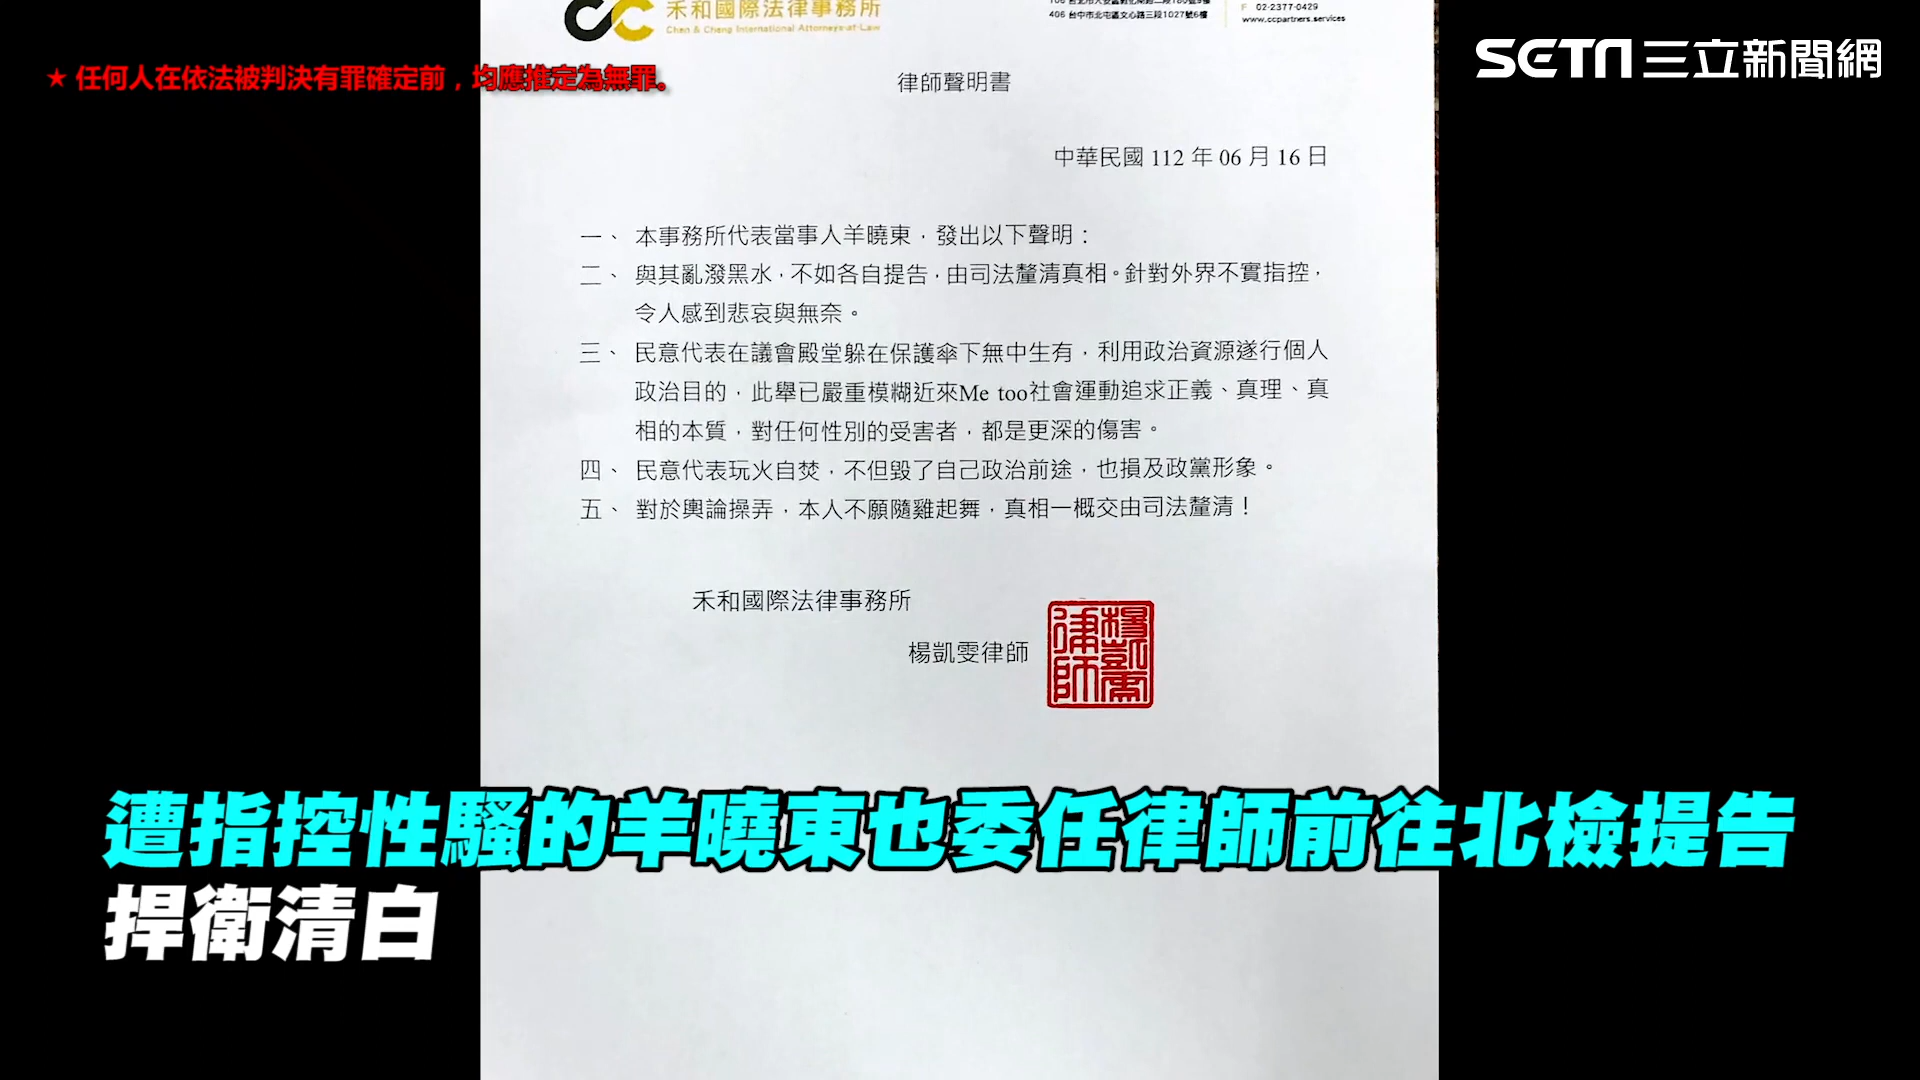 禾和國際法律事務所
Chen & Cheng International Attorneys-at-Law
406 台中市北屯區文心路三段1027號6樓
F 02-2377-0429
www.ccpartners.services
SETN 三立新聞網
★ 任何人在依法被判決有罪確定前，均應推定為無罪。
律師聲明書
中華民國 112 年 06 月 16 日
一、 本事務所代表當事人羊曉東，發出以下聲明：
二、 與其亂潑黑水，不如各自提告，由司法釐清真相。針對外界不實指控，
令人感到悲哀與無奈。
三、 民意代表在議會殿堂躲在保護傘下無中生有，利用政治資源遂行個人
政治目的，此舉已嚴重模糊近來Me too社會運動追求正義、真理、真
相的本質，對任何性別的受害者，都是更深的傷害。
四、 民意代表玩火自焚，不但毀了自己政治前途，也損及政黨形象。
五、 對於輿論操弄，本人不願隨雞起舞，真相一概交由司法釐清！
禾和國際法律事務所
楊凱雯律師
楊凱雯律師
遭指控性騷的羊曉東也委任律師前往北檢提告
捍衛清白